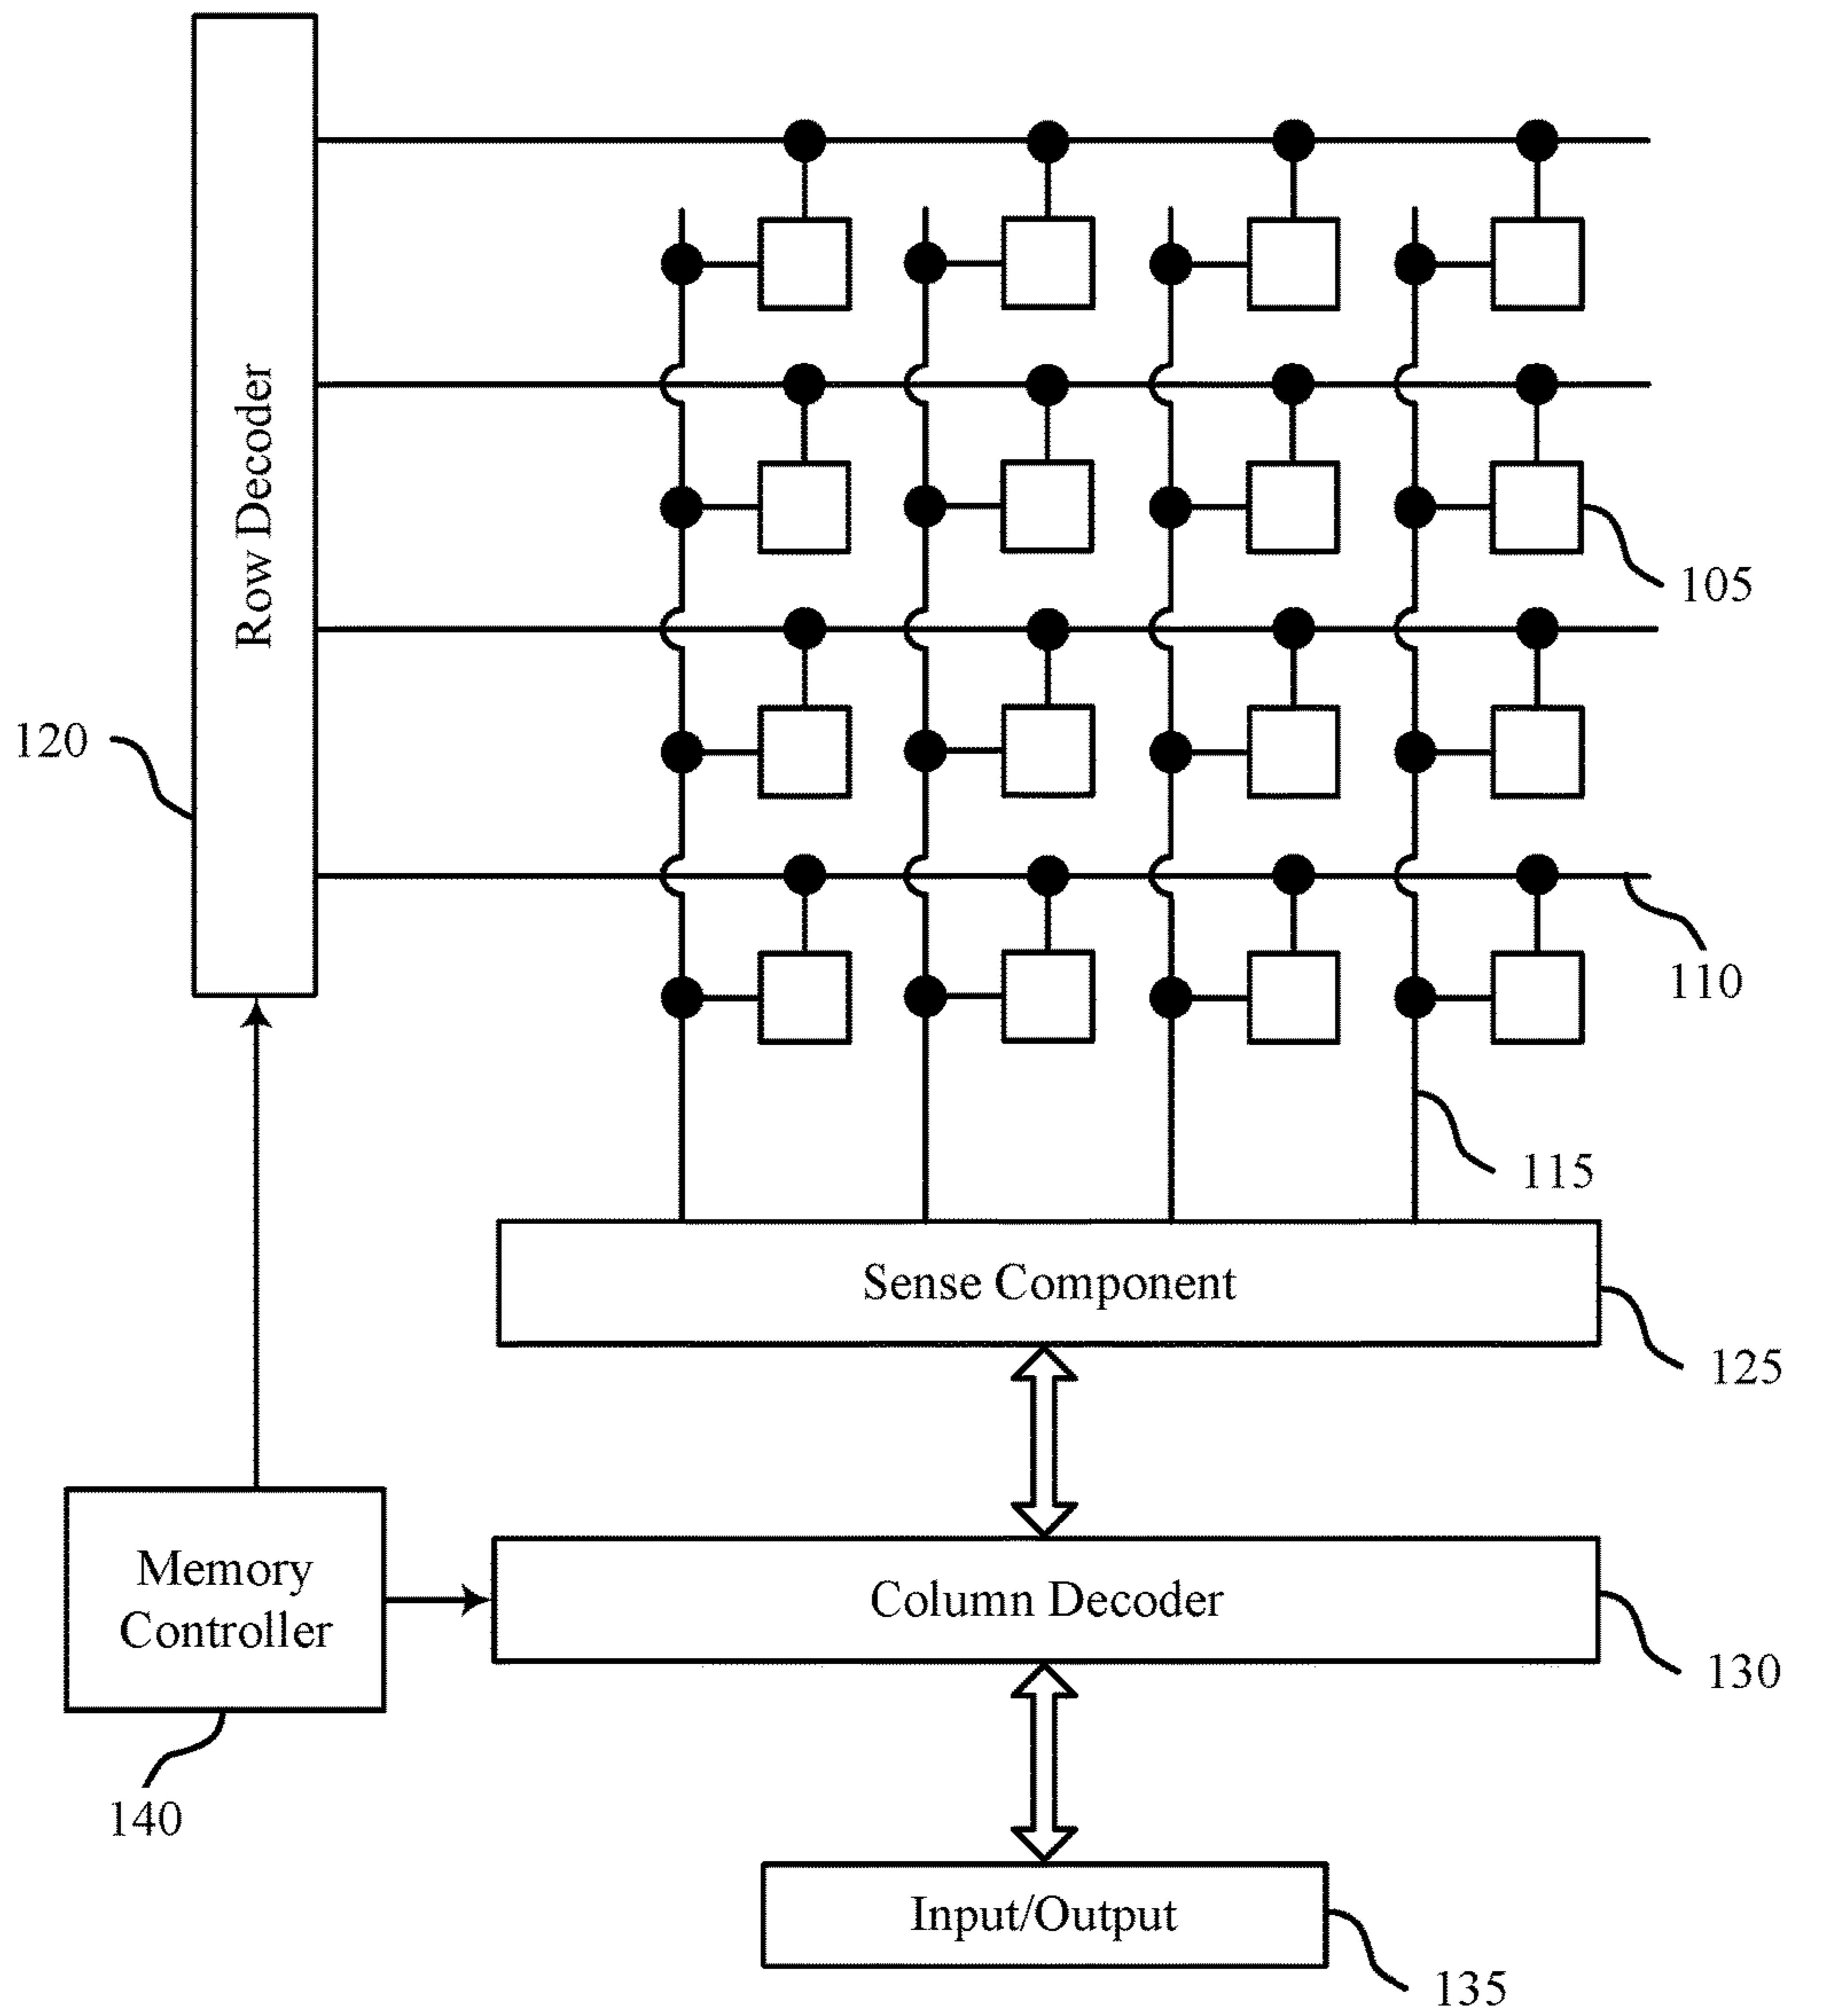 Row Decoder
105
120
110
115
Sense Component
125
Memory
Controller
Column Decoder
130
140
Input/Output
135